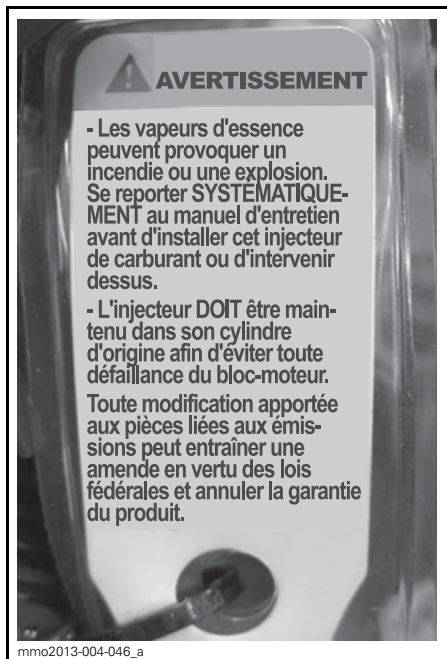 AVERTISSEMENT
- Les vapeurs d'essence
peuvent provoquer un
incendie ou une explosion.
Se reporter SYSTÉMATIQUE-
MENT au manuel d'entretien
avant d'installer cet injecteur
de carburant ou d'intervenir
dessus.
- L'injecteur DOIT être main-
tenu dans son cylindre
d'origine afin d'éviter toute
défaillance du bloc-moteur.
Toute modification apportée
aux pièces liées aux émis-
sions peut entraîner une
amende en vertu des lois
fédérales et annuler la garantie
du produit.
mmo2013-004-046_a